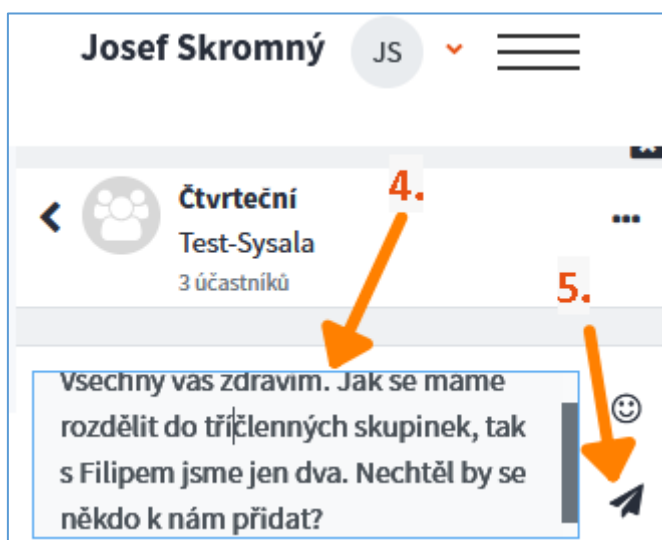 Josef Skromný JS
Čtvrteční
4.
Test-Sysala
3 účastníků
5.
Všechny vás zdravím. Jak se máme
rozdělit do tříčlenných skupinek, tak
s Filipem jsme jen dva. Nechtěl by se
někdo k nám přidat?